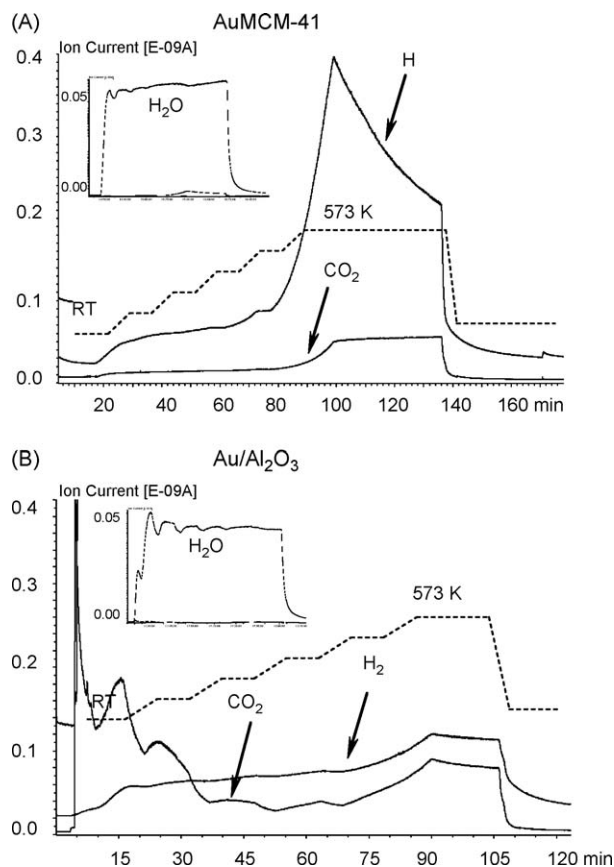 (A) AuMCM-41
Ion Current [E-09A]
0.4
H
0.05
H₂O
0.3
0.00
0.2
573 K
CO₂
0.1
RT
0.0
20 40 60 80 100 120 140 160 min
(B) Au/Al₂O₃
Ion Current [E-09A]
0.4
0.05
H₂O
0.3
0.00
573 K
0.2
H₂
RT
CO₂
0.1
0.0
15 30 45 60 75 90 105 120 min